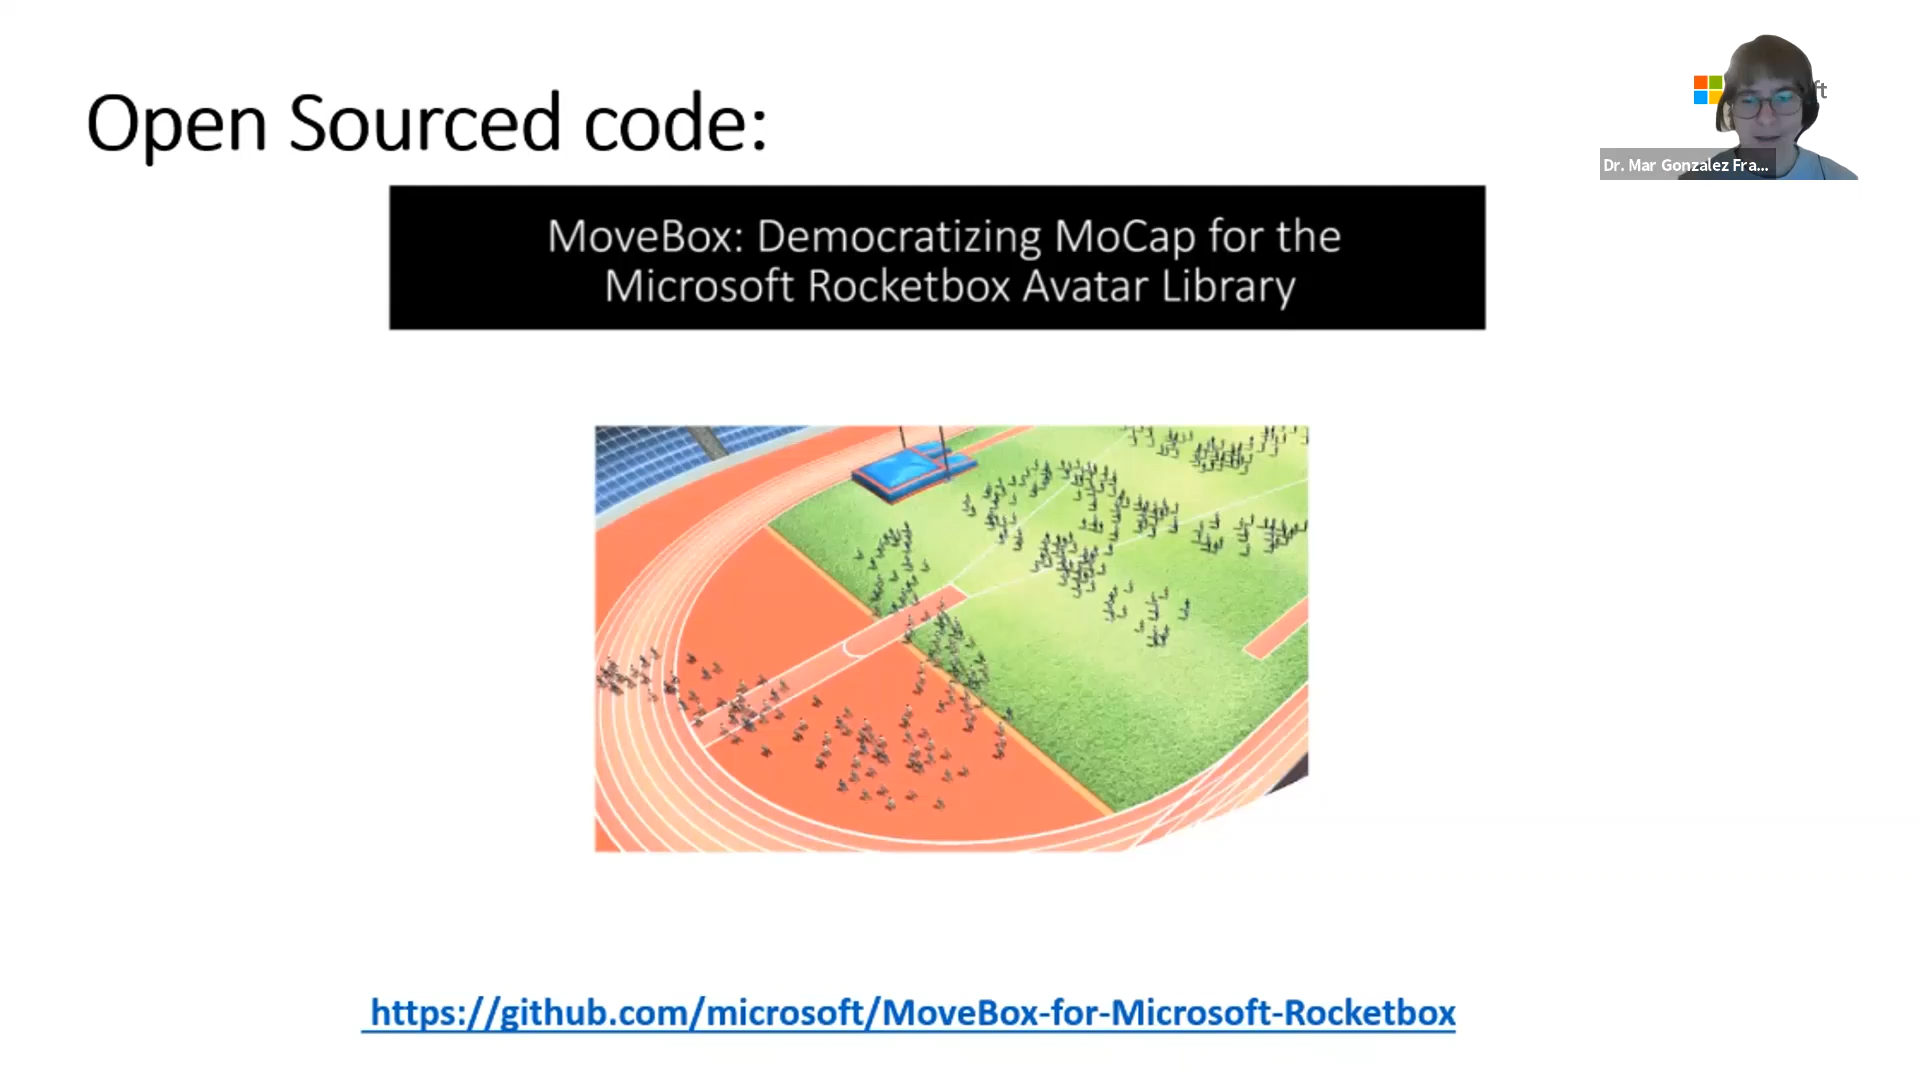 Open Sourced code:
Dr. Mar Gonzalez Fra...
MoveBox: Democratizing MoCap for the
Microsoft Rocketbox Avatar Library
https://github.com/microsoft/MoveBox-for-Microsoft-Rocketbox